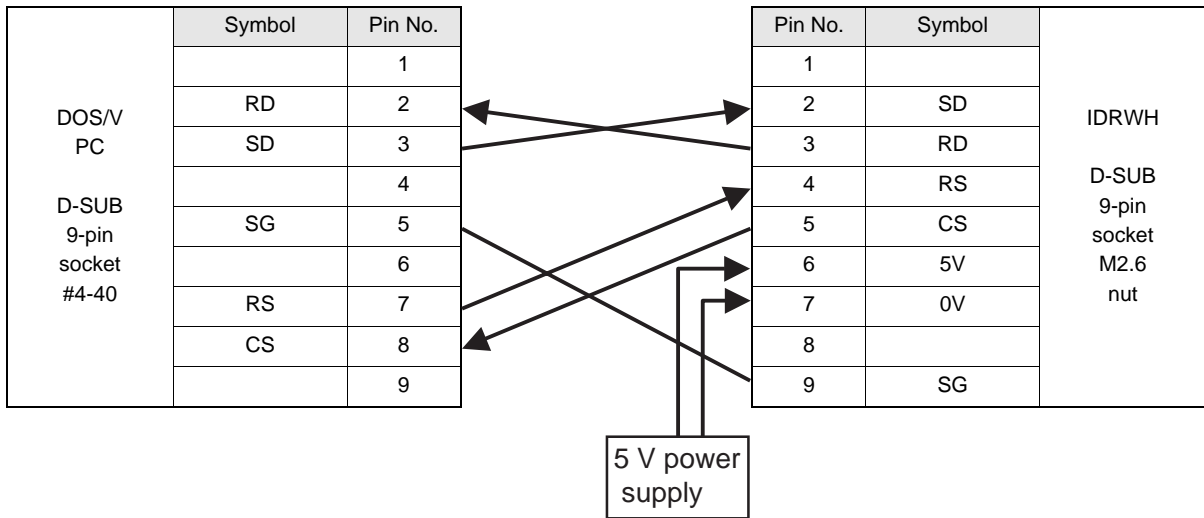 Symbol Pin No.
1
RD 2
SD 3
4
SG 5
6
RS 7
CS 8
9
DOS/V
PC
D-SUB
9-pin
socket
#4-40
Pin No. Symbol
1
2 SD
3 RD
4 RS
5 CS
6 5V
7 0V
8
9 SG
IDRWH
D-SUB
9-pin
socket
M2.6
nut
5 V power
supply